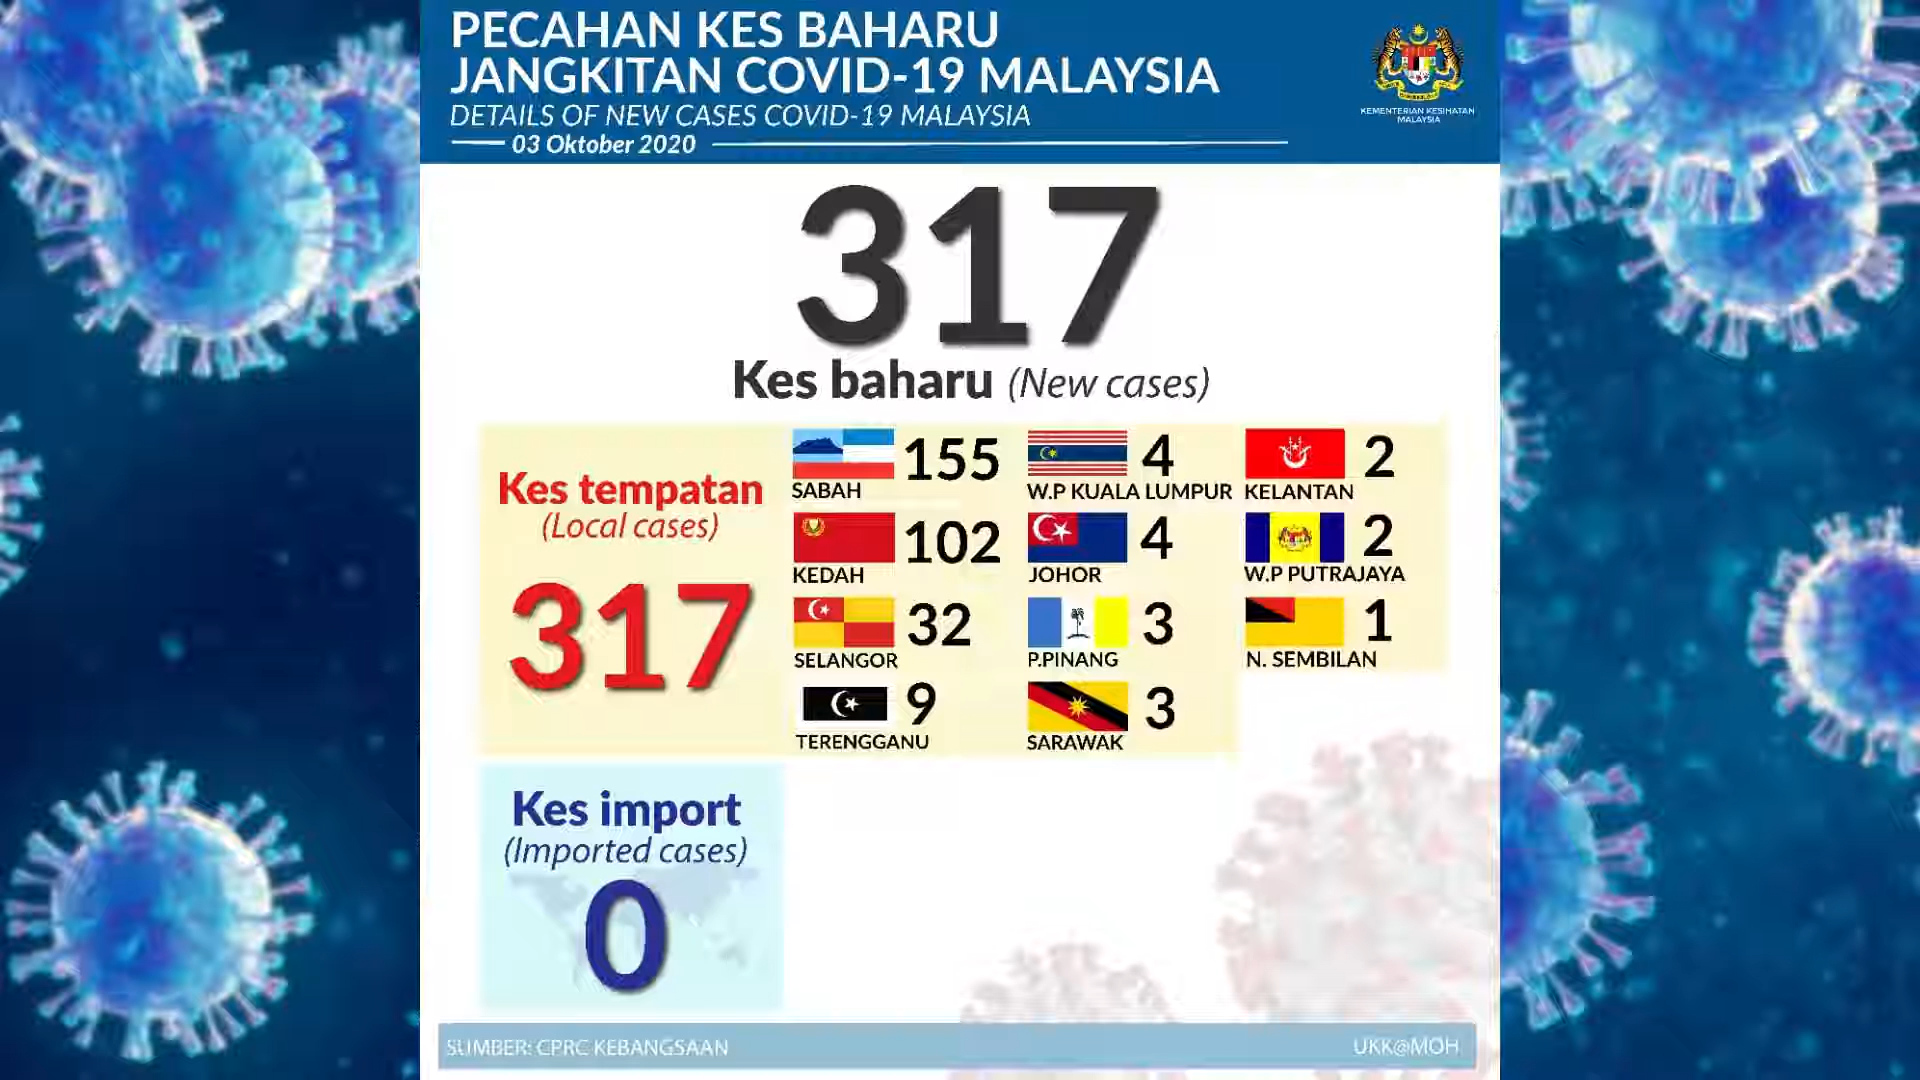 PECAHAN KES BAHARU
JANGKITAN COVID-19 MALAYSIA
DETAILS OF NEW CASES COVID-19 MALAYSIA
03 Oktober 2020
KEMENTERIAN KESIHATAN
MALAYSIA
317
Kes baharu (New cases)
Kes tempatan
(Local cases)
317
155
SABAH
102
KEDAH
32
SELANGOR
9
TERENGGANU
4
W.P KUALA LUMPUR
4
JOHOR
3
P.PINANG
3
SARAWAK
2
KELANTAN
2
W.P PUTRAJAYA
1
N. SEMBILAN
Kes import
(Imported cases)
0
SUMBER: CPRC KEBANGSAAN
UKK@MOH